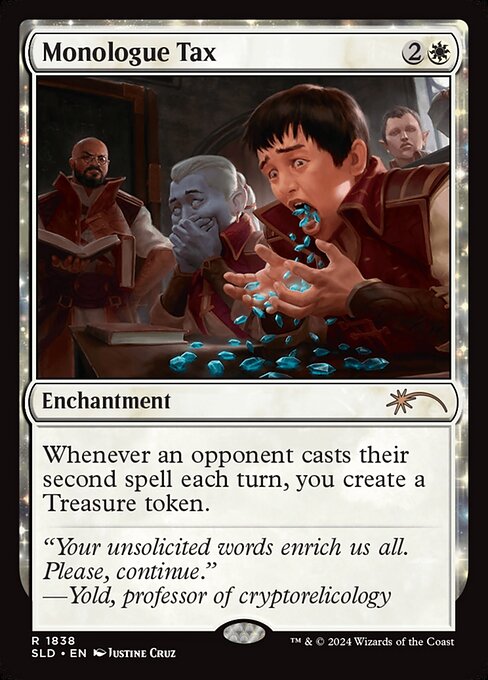 Monologue Tax 2
Enchantment
Whenever an opponent casts their
second spell each turn, you create a
Treasure token.
“Your unsolicited words enrich us all.
Please, continue.”
—Yold, professor of cryptorelicology
R 1838
SLD • EN Justine Cruz
™ & © 2024 Wizards of the Coast